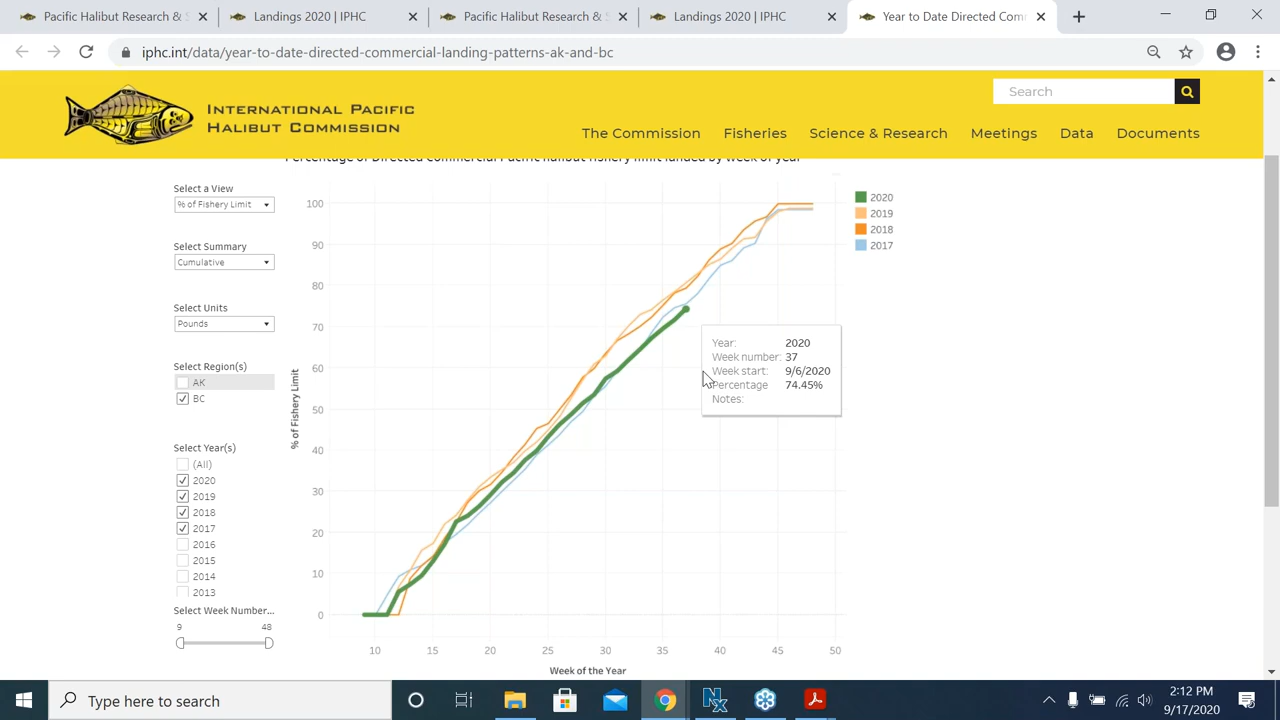 Pacific Halibut Research & S
Landings 2020 | IPHC
Pacific Halibut Research & S
Landings 2020 | IPHC
Year to Date Directed Com
iphc.int/data/year-to-date-directed-commercial-landing-patterns-ak-and-bc
INTERNATIONAL PACIFIC
HALIBUT COMMISSION
Search
The Commission
Fisheries
Science & Research
Meetings
Data
Documents
Percentage of Directed Commercial Pacific halibut fishery limit landed by week of year
Select a View
% of Fishery Limit
Select Summary
Cumulative
Select Units
Pounds
Select Region(s)
AK
BC
Select Year(s)
(All)
2020
2019
2018
2017
2016
2015
2014
2013
Select Week Number...
9 48
% of Fishery Limit
100
90
80
70
60
50
40
30
20
10
0
10 15 20 25 30 35 40 45 50
Week of the Year
2020
2019
2018
2017
Year: 2020
Week number: 37
Week start: 9/6/2020
Percentage 74.45%
Notes:
Type here to search
2:12 PM
9/17/2020